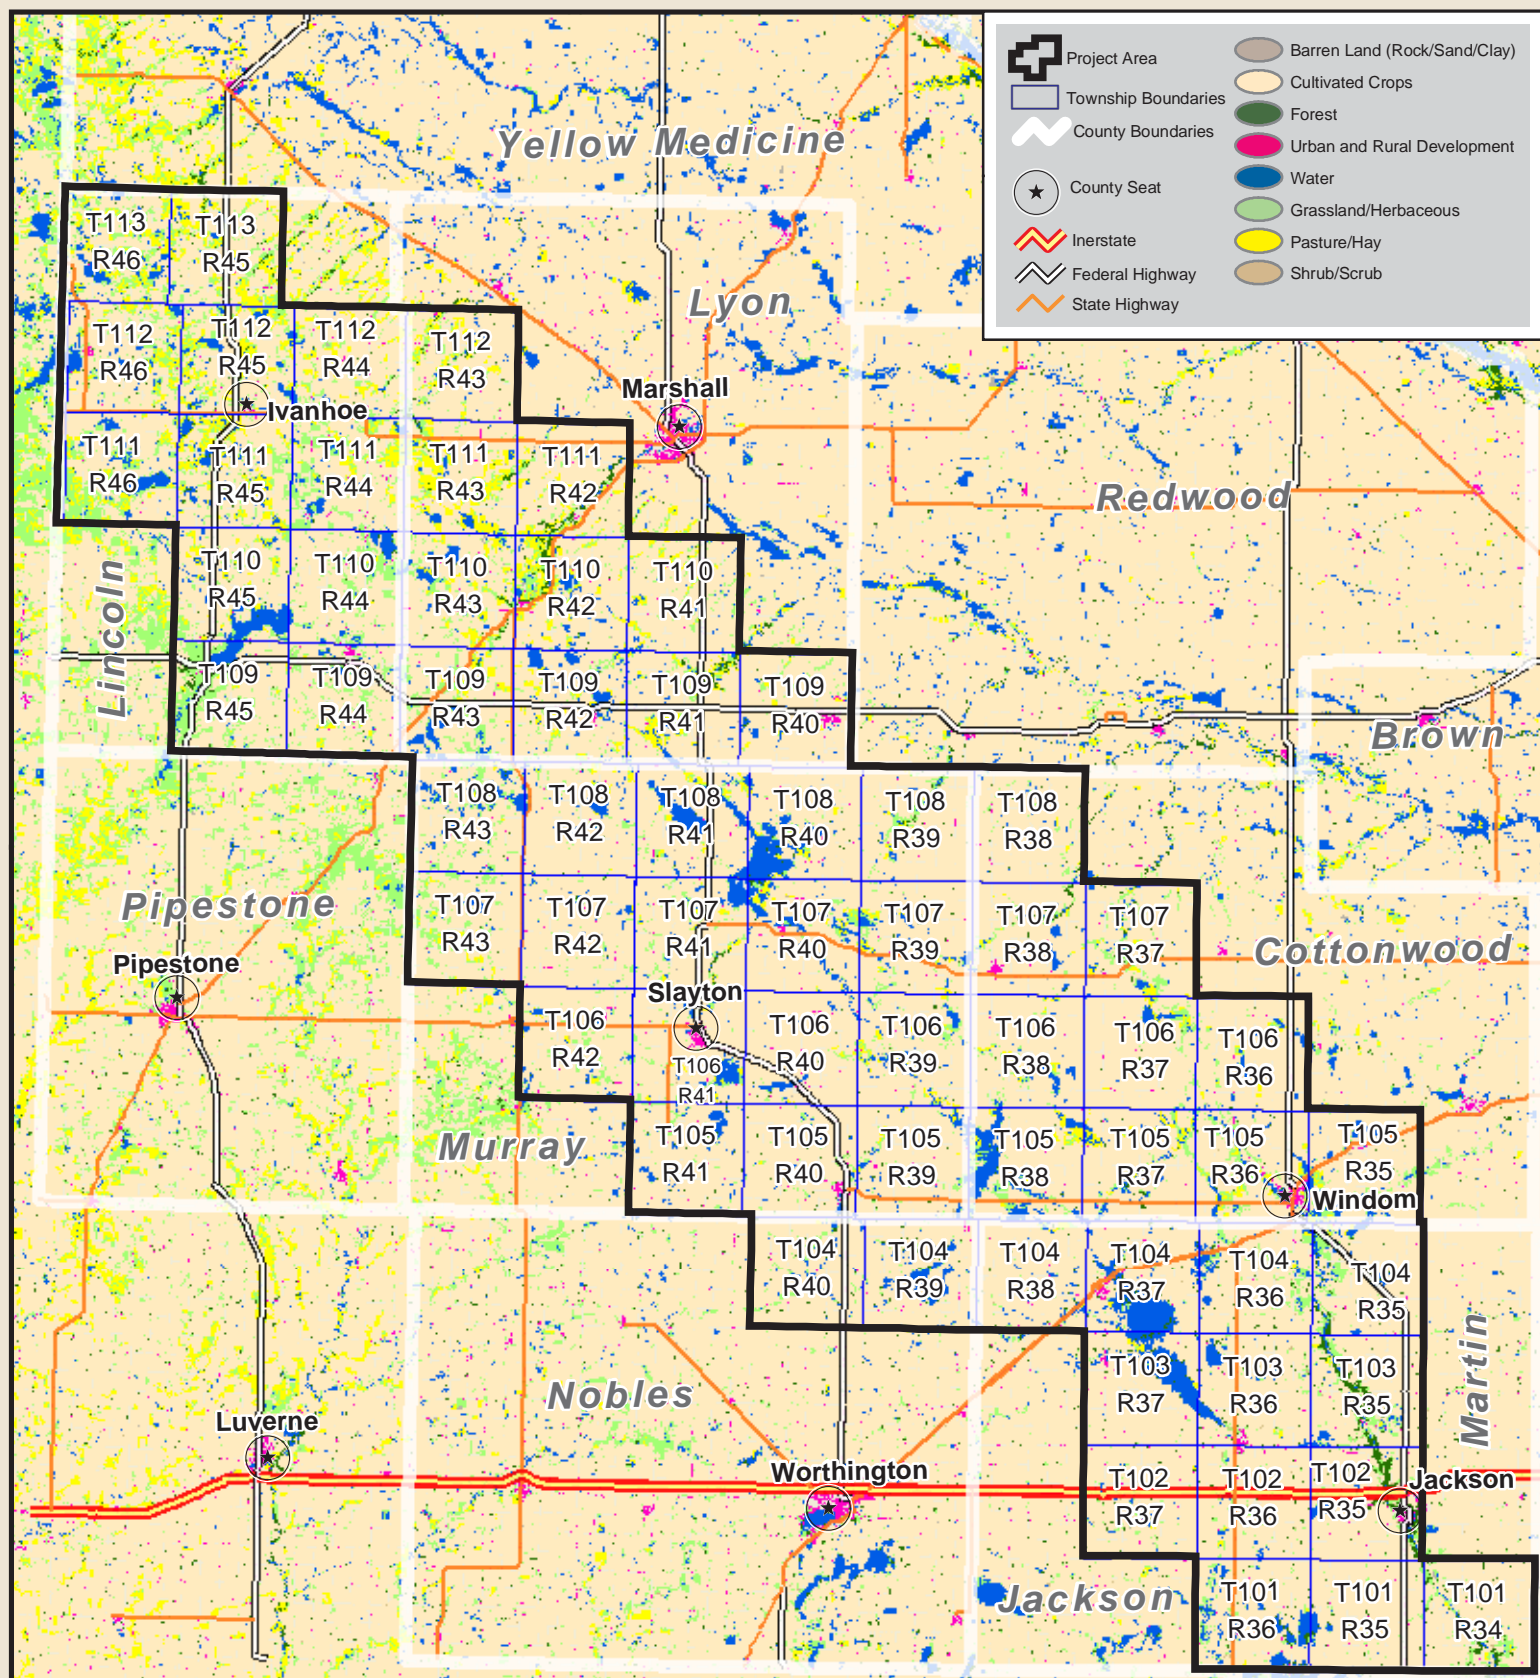 Project Area
Township Boundaries
County Boundaries
County Seat
Inerstate
Federal Highway
State Highway
Barren Land (Rock/Sand/Clay)
Cultivated Crops
Forest
Urban and Rural Development
Water
Grassland/Herbaceous
Pasture/Hay
Shrub/Scrub
Yellow Medicine
T113 T113
R46 R45
Lyon
T112 T112 T112 T112
R46 R45 R44 R43
Marshall
Ivanhoe
T111 T111 T111 T111 T111
R46 R45 R44 R43 R42
Redwood
Lincoln
T110 T110 T110 T110 T110
R45 R44 R43 R42 R41
T109 T109 T109 T109 T109 T109
R45 R44 R43 R42 R41 R40
Brown
T108 T108 T108 T108 T108 T108
R43 R42 R41 R40 R39 R38
Pipestone
T107 T107 T107 T107 T107 T107 T107
R43 R42 R41 R40 R39 R38 R37
Cottonwood
Pipestone
Slayton
T106 T106 T106 T106 T106 T106 T106
R42 R41 R40 R39 R38 R37 R36
Murray
T105 T105 T105 T105 T105 T105 T105
R41 R40 R39 R38 R37 R36 R35
Windom
T104 T104 T104 T104 T104 T104
R40 R39 R38 R37 R36 R35
Martin
T103 T103 T103
R37 R36 R35
Nobles
Luverne
Worthington
T102 T102 T102
R37 R36 R35
Jackson
Jackson
T101 T101 T101
R36 R35 R34